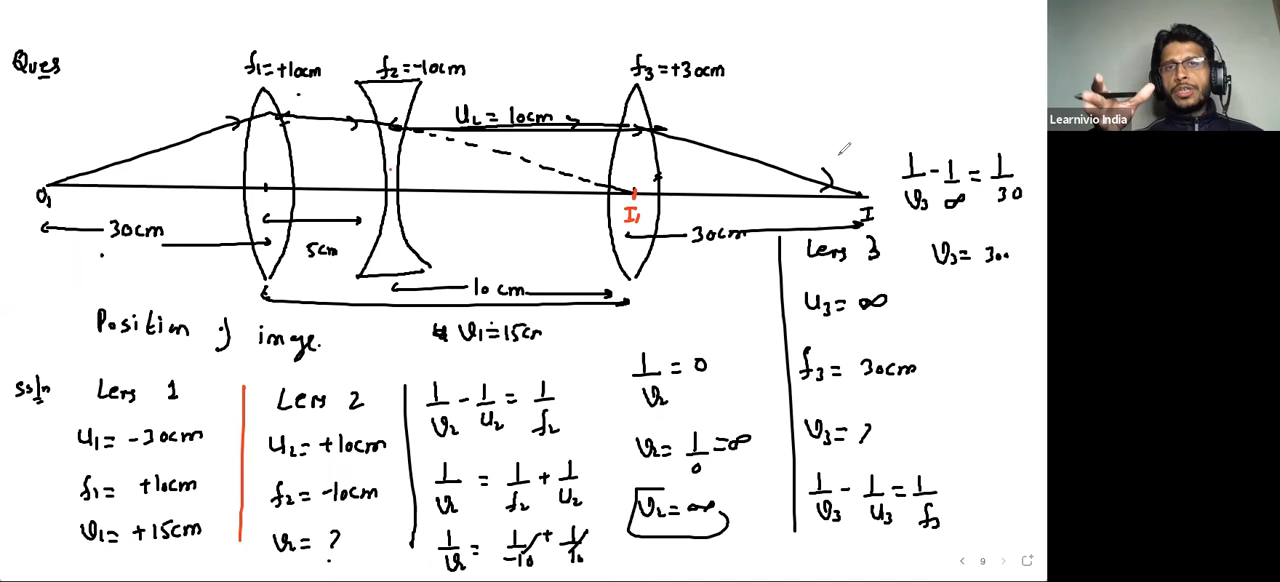 Ques
f₁=+10cm
f₂=-10cm
f₃=+30cm
u₂ = 10cm
O₁
I₁
I
30cm
5cm
30cm
10 cm
v₁=15cm
Position of image.
Soln
Lens 1
u₁= -30cm
f₁= +10cm
v₁= +15cm
Lens 2
u₂= +10cm
f₂= -10cm
v₂= ?
1/v₂ - 1/u₂ = 1/f₂
1/v₂ = 1/f₂ + 1/u₂
1/v₂ = 1/-10 + 1/10
1/v₂ = 0
v₂= 1/0 =∞
v₂= ∞
Lens 3
u₃= ∞
f₃= 30cm
v₃= ?
1/v₃ - 1/u₃ = 1/f₃
1/v₃ - 1/∞ = 1/30
v₃= 30
Learnivio India
9